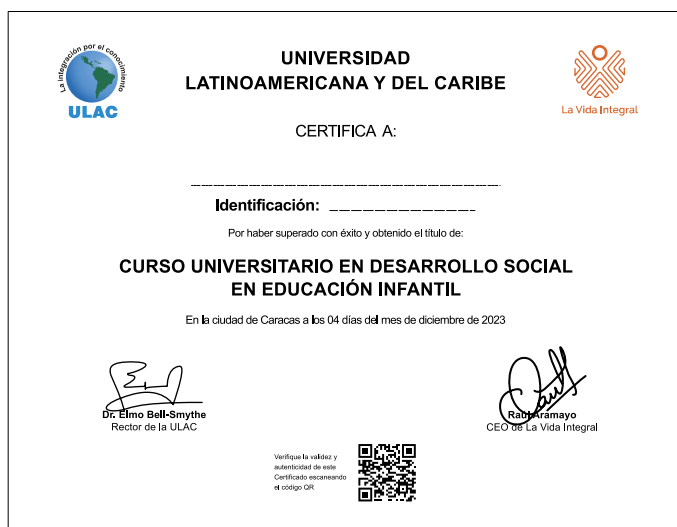 La integración por el conocimiento
ULAC
UNIVERSIDAD
LATINOAMERICANA Y DEL CARIBE
La Vida Integral
CERTIFICA A:
Identificación:
Por haber superado con éxito y obtenido el título de:
CURSO UNIVERSITARIO EN DESARROLLO SOCIAL
EN EDUCACIÓN INFANTIL
En la ciudad de Caracas a los 04 días del mes de diciembre de 2023
Dr. Elmo Bell-Smythe
Rector de la ULAC
Raúl Aramayo
CEO de La Vida Integral
Verifique la validez y
autenticidad de este
Certificado escaneando
el código QR